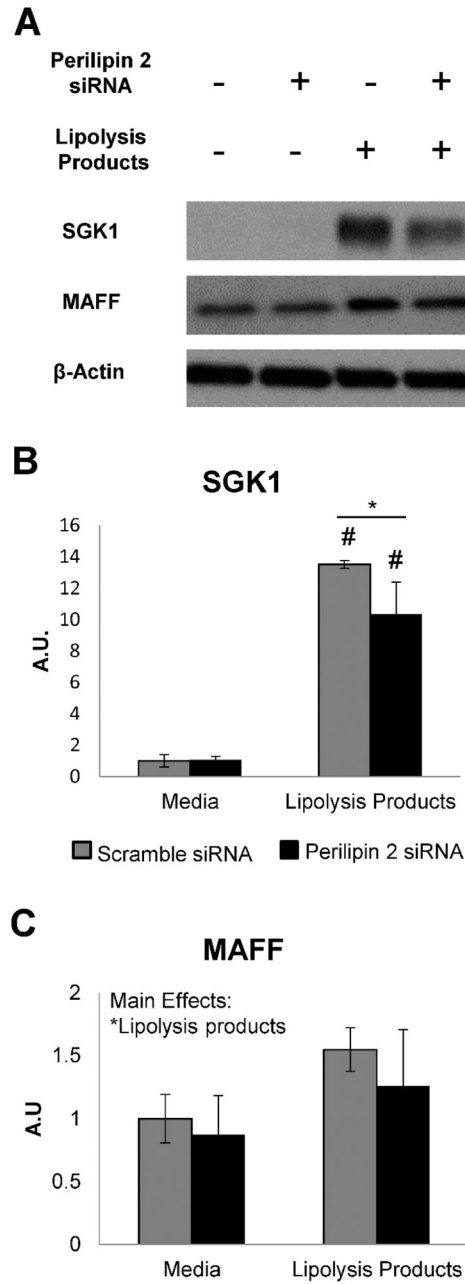 A
Perilipin 2
siRNA
- + - +
Lipolysis
Products
- - + +
SGK1
MAFF
β-Actin
B
SGK1
16
14
12
10
8
6
4
2
0
A.U.
*
# #
Media Lipolysis Products
Scramble siRNA Perilipin 2 siRNA
C
MAFF
2
1.5
1
0.5
0
A.U
Main Effects:
*Lipolysis products
Media Lipolysis Products